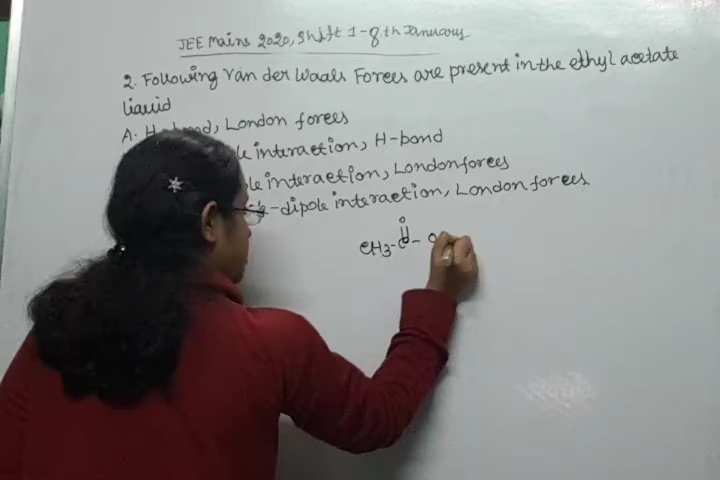 JEE Mains 2020, Shift 1 - 8th January
2. Following Van der Waals Forces are present in the ethyl acetate
liquid
A. H-bond, London forces
interaction, H-bond
interaction, London forces
-dipole interaction, London forces
O
CH3-C-O